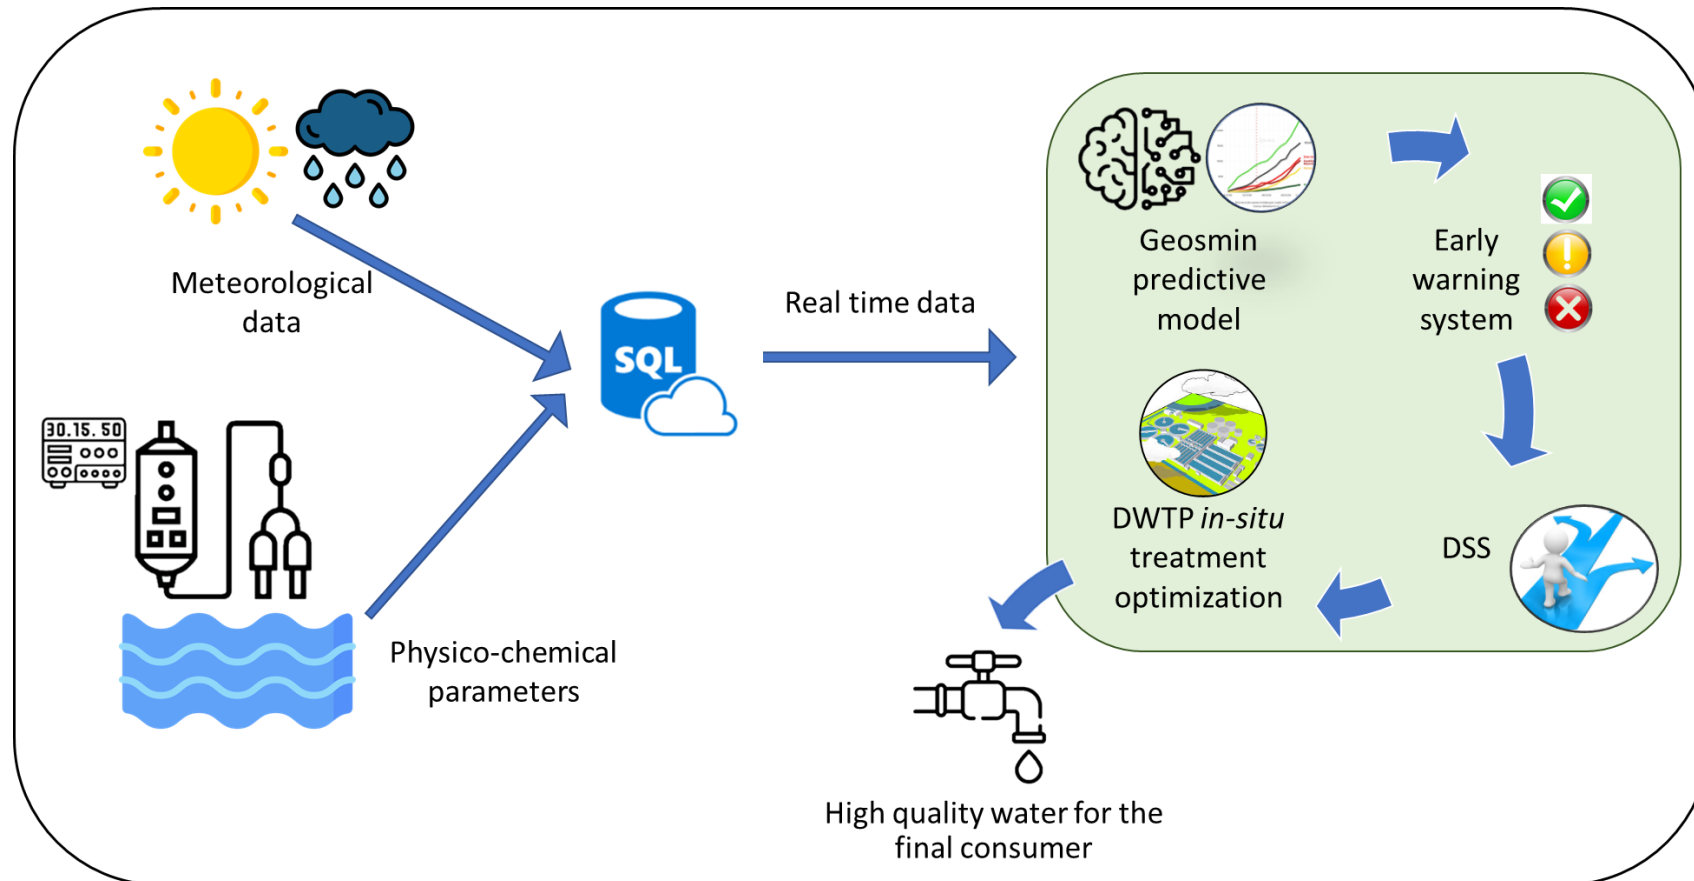 Meteorological
data
30.15.50
Physico-chemical
parameters
SQL
Real time data
Geosmin
predictive
model
Early
warning
system
DSS
DWTP in-situ
treatment
optimization
High quality water for the
final consumer